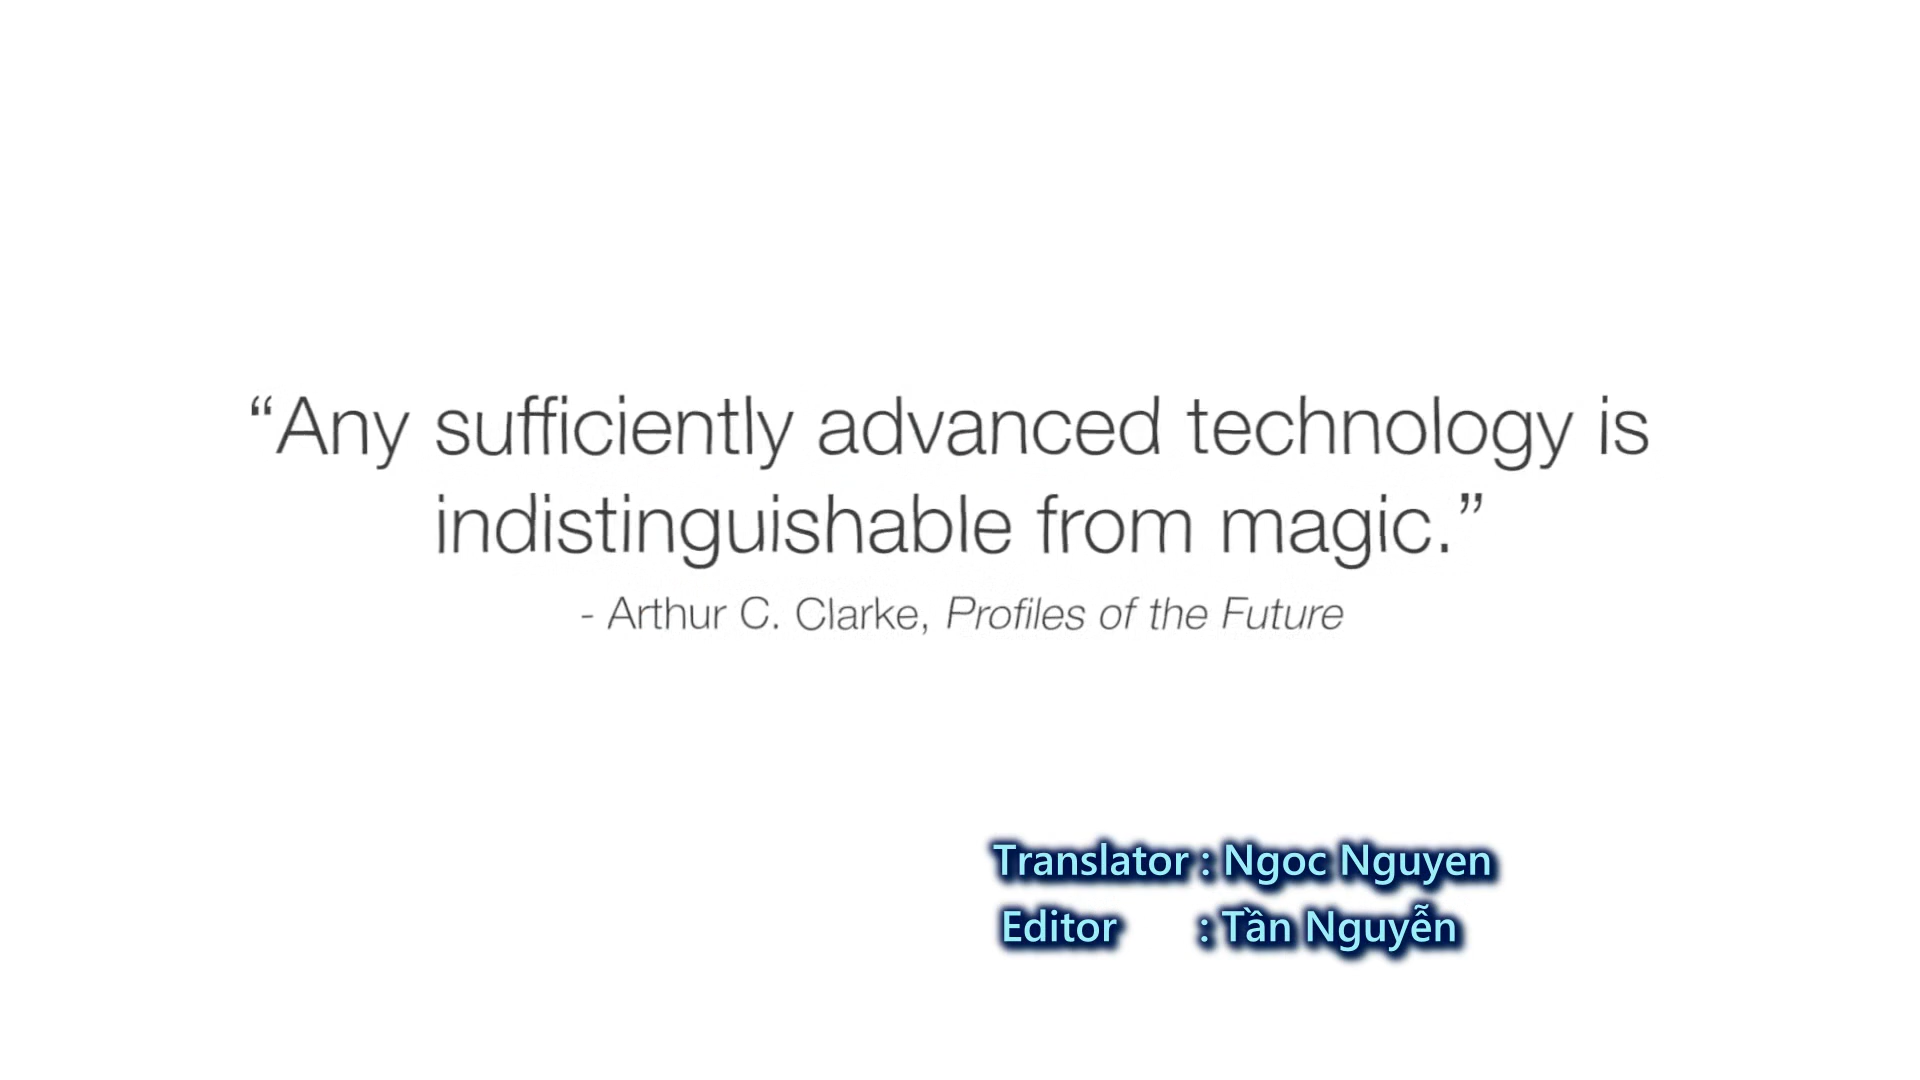 “Any sufficiently advanced technology is
indistinguishable from magic.”
- Arthur C. Clarke, Profiles of the Future
Translator : Ngoc Nguyen
Editor : Tần Nguyễn